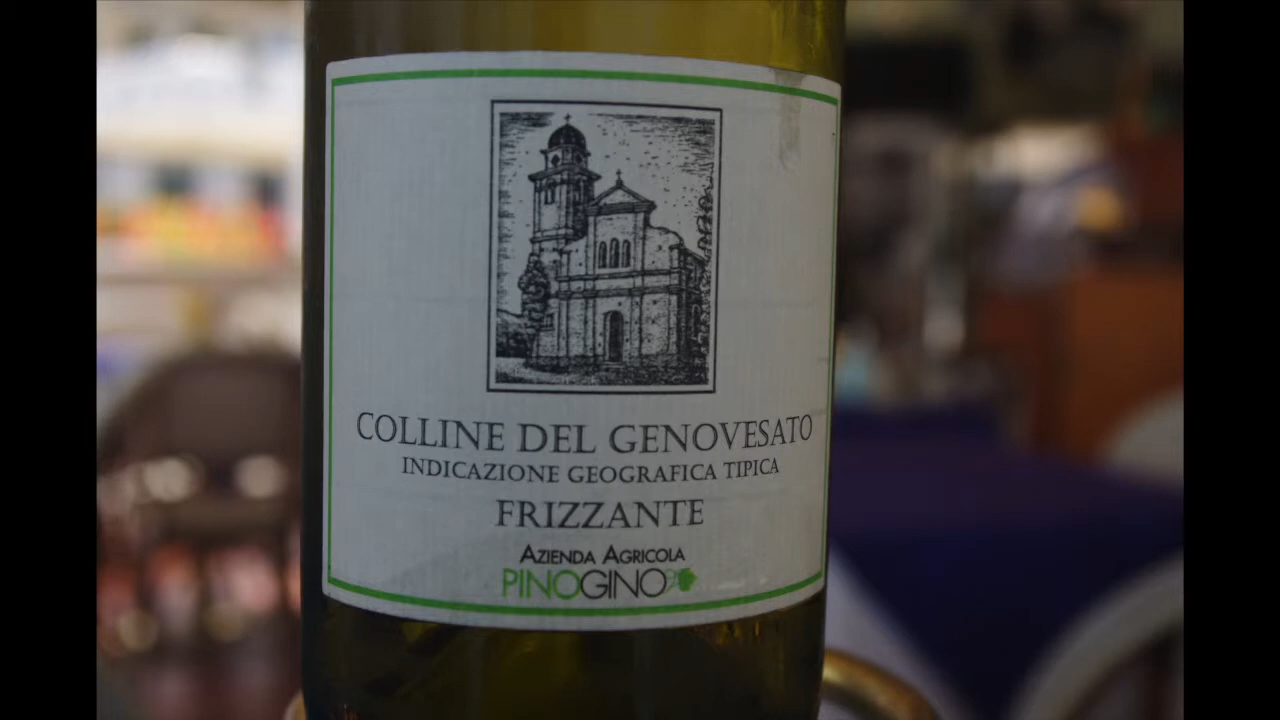 COLLINE DEL GENOVESATO
INDICAZIONE GEOGRAFICA TIPICA
FRIZZANTE
AZIENDA AGRICOLA
PINOGINO